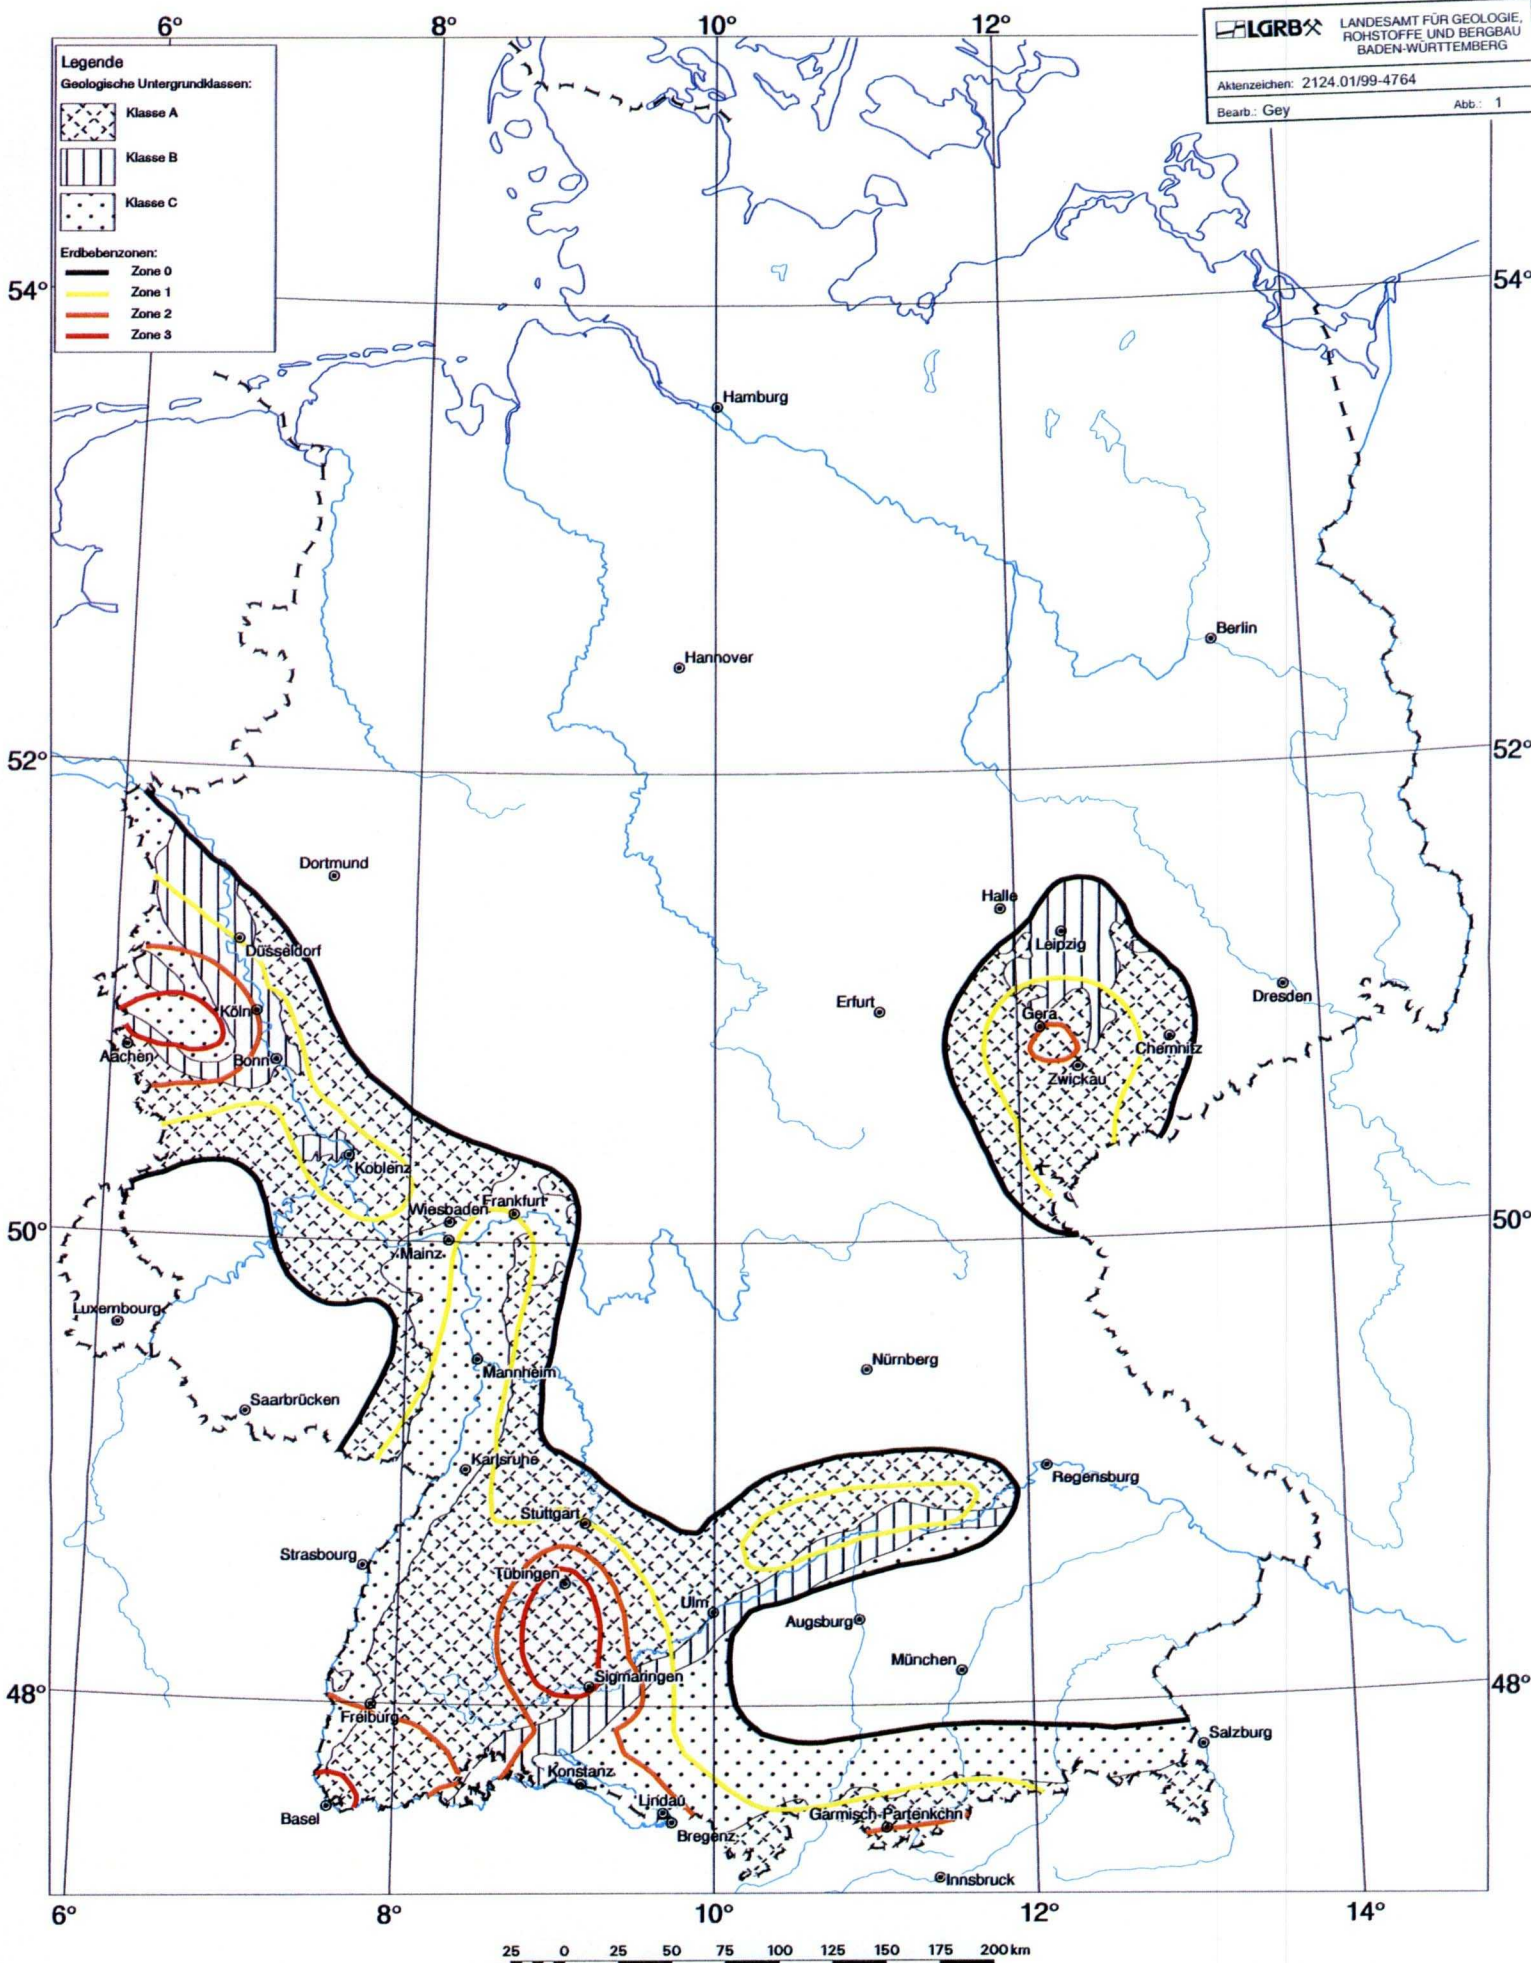 6° 8° 10° 12°
LGRB LANDESAMT FÜR GEOLOGIE,
ROHSTOFFE UND BERGBAU
BADEN-WÜRTTEMBERG
Aktenzeichen: 2124.01/99-4764
Bearb.: Gey Abb.: 1
Legende
Geologische Untergrundklassen:
Klasse A
Klasse B
Klasse C
Erdbebenzonen:
Zone 0
Zone 1
Zone 2
Zone 3
54° 54°
Hamburg
Berlin
Hannover
52° 52°
Dortmund
Halle
Leipzig
Düsseldorf
Dresden
Erfurt
Köln
Gera
Aachen
Bonn
Chemnitz
Zwickau
Koblenz
Wiesbaden
Frankfurt
50° 50°
Mainz
Luxembourg
Nürnberg
Mannheim
Saarbrücken
Karlsruhe
Regensburg
Stuttgart
Strasbourg
Tübingen
Ulm
Augsburg
München
Sigmaringen
48° 48°
Freiburg
Salzburg
Konstanz
Lindau
Garmisch-Partenkchn
Basel
Bregenz
Innsbruck
6° 8° 10° 12° 14°
25 0 25 50 75 100 125 150 175 200 km